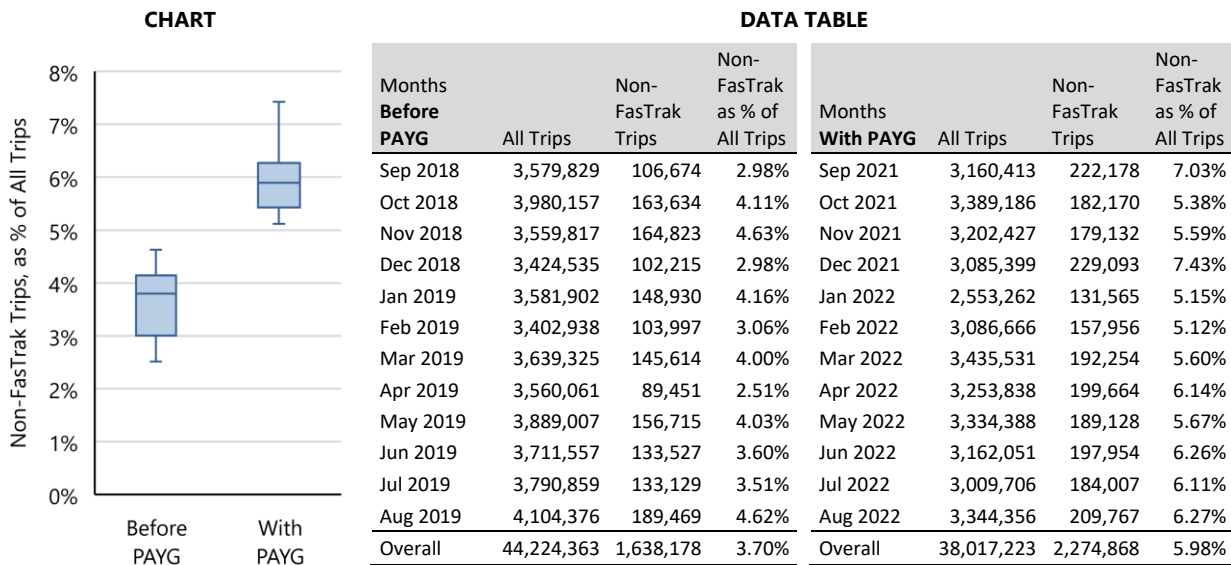 CHART
DATA TABLE
Non-FasTrak Trips, as % of All Trips
8%
7%
6%
5%
4%
3%
2%
1%
0%
Before PAYG
With PAYG
Months Before PAYG All Trips Non-FasTrak Trips Non-FasTrak as % of All Trips
Sep 2018 3,579,829 106,674 2.98%
Oct 2018 3,980,157 163,634 4.11%
Nov 2018 3,559,817 164,823 4.63%
Dec 2018 3,424,535 102,215 2.98%
Jan 2019 3,581,902 148,930 4.16%
Feb 2019 3,402,938 103,997 3.06%
Mar 2019 3,639,325 145,614 4.00%
Apr 2019 3,560,061 89,451 2.51%
May 2019 3,889,007 156,715 4.03%
Jun 2019 3,711,557 133,527 3.60%
Jul 2019 3,790,859 133,129 3.51%
Aug 2019 4,104,376 189,469 4.62%
Overall 44,224,363 1,638,178 3.70%
Months With PAYG All Trips Non-FasTrak Trips Non-FasTrak as % of All Trips
Sep 2021 3,160,413 222,178 7.03%
Oct 2021 3,389,186 182,170 5.38%
Nov 2021 3,202,427 179,132 5.59%
Dec 2021 3,085,399 229,093 7.43%
Jan 2022 2,553,262 131,565 5.15%
Feb 2022 3,086,666 157,956 5.12%
Mar 2022 3,435,531 192,254 5.60%
Apr 2022 3,253,838 199,664 6.14%
May 2022 3,334,388 189,128 5.67%
Jun 2022 3,162,051 197,954 6.26%
Jul 2022 3,009,706 184,007 6.11%
Aug 2022 3,344,356 209,767 6.27%
Overall 38,017,223 2,274,868 5.98%